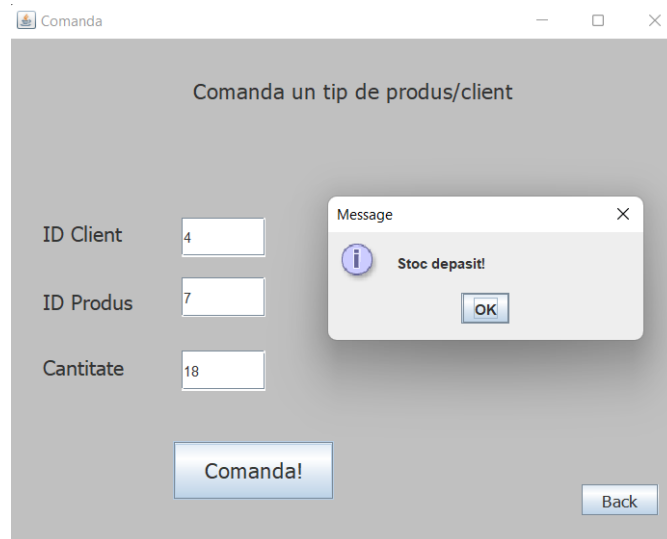 Comanda
Comanda un tip de produs/client
Message
ID Client
4
Stoc depasit!
ID Produs
7
OK
Cantitate
18
Comanda!
Back